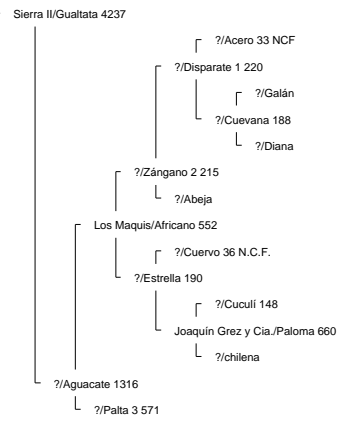 Sierra II/Gualtata 4237
?/Acero 33 NCF
?/Disparate 1 220
?/Galán
?/Cuevana 188
?/Diana
?/Zángano 2 215
?/Abeja
Los Maquis/Africano 552
?/Cuervo 36 N.C.F.
?/Estrella 190
?/Cuculí 148
Joaquín Grez y Cia./Paloma 660
?/chilena
?/Aguacate 1316
?/Palta 3 571